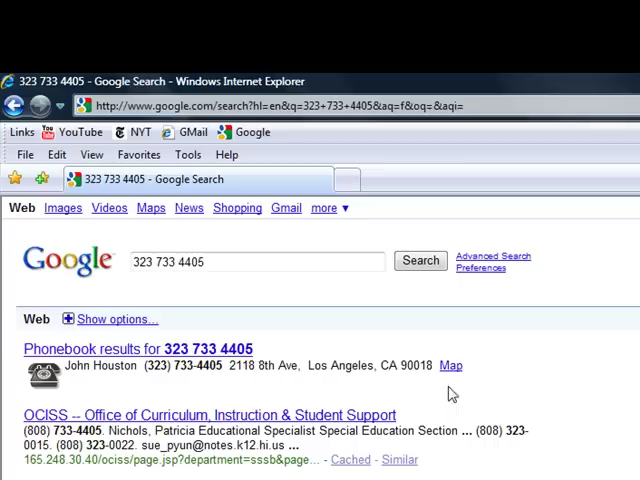 323 733 4405 - Google Search - Windows Internet Explorer
http://www.google.com/search?hl=en&q=323+733+4405&aq=f&oq=&aqi=
Links YouTube NYT GMail Google
File Edit View Favorites Tools Help
323 733 4405 - Google Search
Web Images Videos Maps News Shopping Gmail more ▼
Google 323 733 4405 Search Advanced Search
Preferences
Web Show options...
Phonebook results for 323 733 4405
John Houston (323) 733-4405 2118 8th Ave, Los Angeles, CA 90018 Map
OCISS -- Office of Curriculum, Instruction & Student Support
(808) 733-4405. Nichols, Patricia Educational Specialist Special Education Section ... (808) 323-
0015. (808) 323-0022. sue_pyun@notes.k12.hi.us ...
165.248.30.40/ociss/page.jsp?department=sssb&page... - Cached - Similar